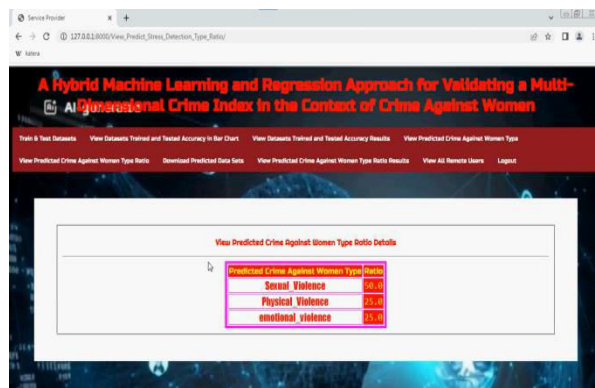 Service Provider
127.0.0.1:8000/View_Predict_Stress_Detection_Type_Ratio/
A Hybrid Machine Learning and Regression Approach for Validating a Multi-
Dimensional Crime Index in the Context of Crime Against Women
Train & Test Datasets View Datasets Trained and Tested Accuracy in Bar Chart View Datasets Trained and Tested Accuracy Results View Predicted Crime Against Women Type
View Predicted Crime Against Women Type Ratio Download Predicted Data Sets View Predicted Crime Against Women Type Ratio Results View All Remote Users Logout
View Predicted Crime Against Women Type Ratio Details
Predicted Crime Against Women Type Ratio
Sexual_Violence 50.0
Physical_Violence 25.0
emotional_violence 25.0